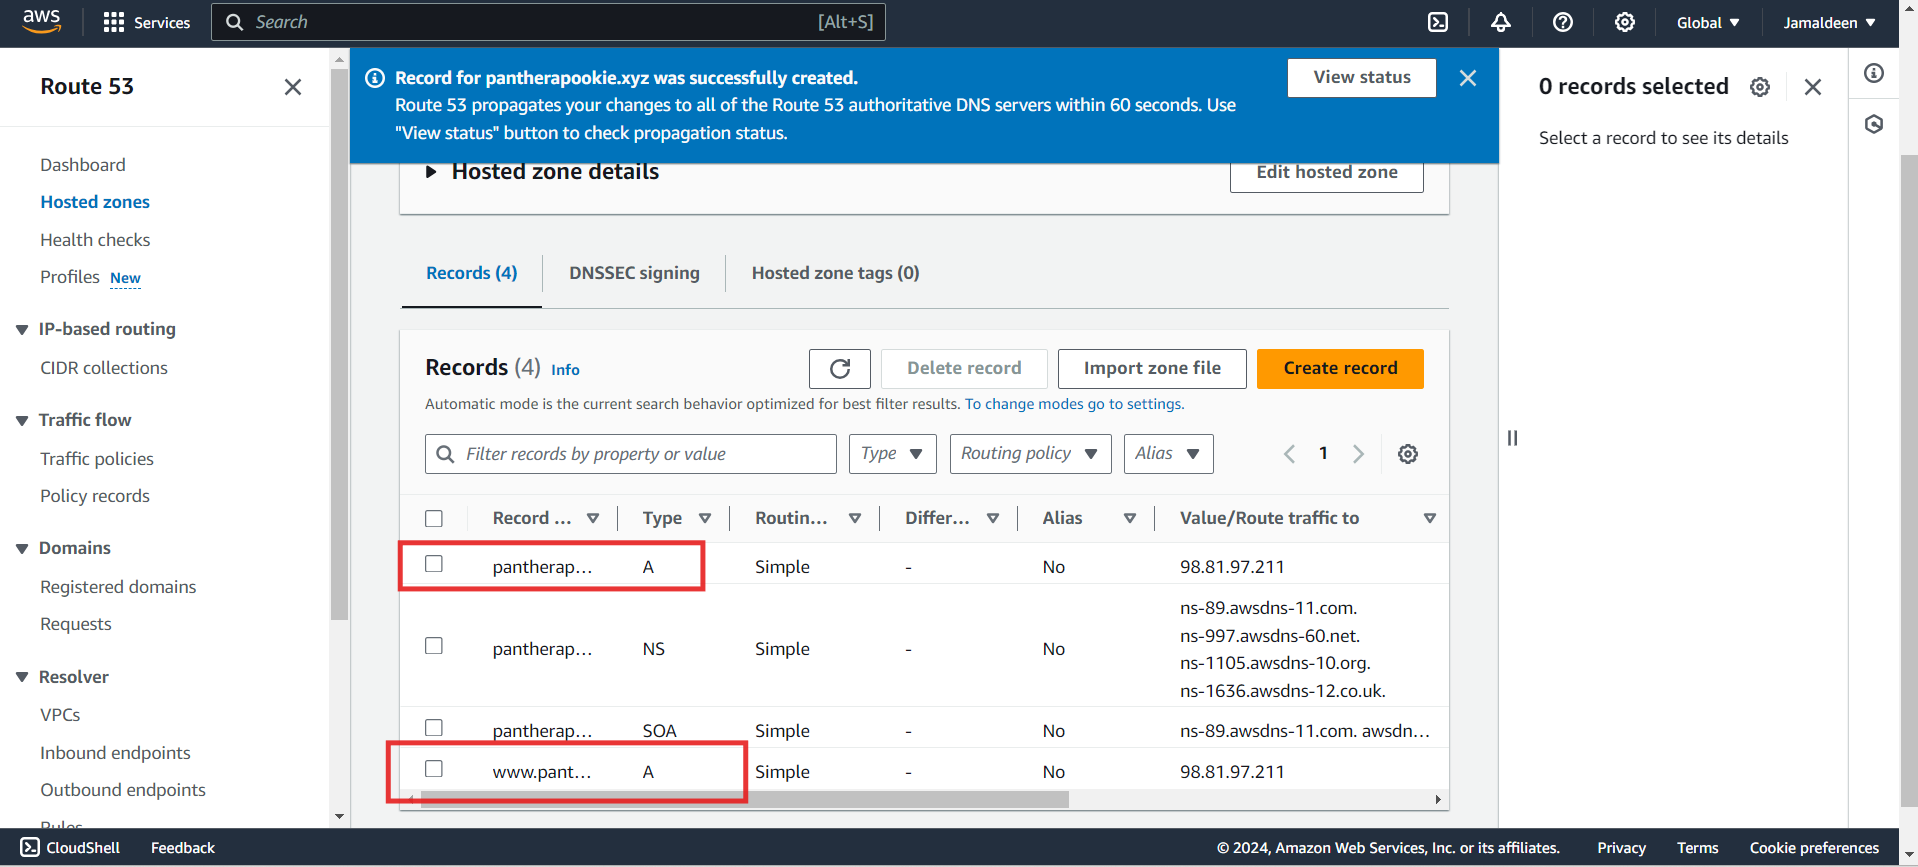 aws
Services
Search
[Alt+S]
Global
Jamaldeen
Route 53
Dashboard
Hosted zones
Health checks
Profiles New
IP-based routing
CIDR collections
Traffic flow
Traffic policies
Policy records
Domains
Registered domains
Requests
Resolver
VPCs
Inbound endpoints
Outbound endpoints
Rules
Record for pantherapookie.xyz was successfully created.
Route 53 propagates your changes to all of the Route 53 authoritative DNS servers within 60 seconds. Use
"View status" button to check propagation status.
View status
Hosted zone details
Edit hosted zone
Records (4)
DNSSEC signing
Hosted zone tags (0)
Records (4) Info
Delete record
Import zone file
Create record
Automatic mode is the current search behavior optimized for best filter results. To change modes go to settings.
Filter records by property or value
Type
Routing policy
Alias
1
Record ... Type Routin... Differ... Alias Value/Route traffic to
pantherap... A Simple - No 98.81.97.211
pantherap... NS Simple - No ns-89.awsdns-11.com.
ns-997.awsdns-60.net.
ns-1105.awsdns-10.org.
ns-1636.awsdns-12.co.uk.
pantherap... SOA Simple - No ns-89.awsdns-11.com. awsdn...
www.pant... A Simple - No 98.81.97.211
0 records selected
Select a record to see its details
CloudShell
Feedback
© 2024, Amazon Web Services, Inc. or its affiliates.
Privacy
Terms
Cookie preferences